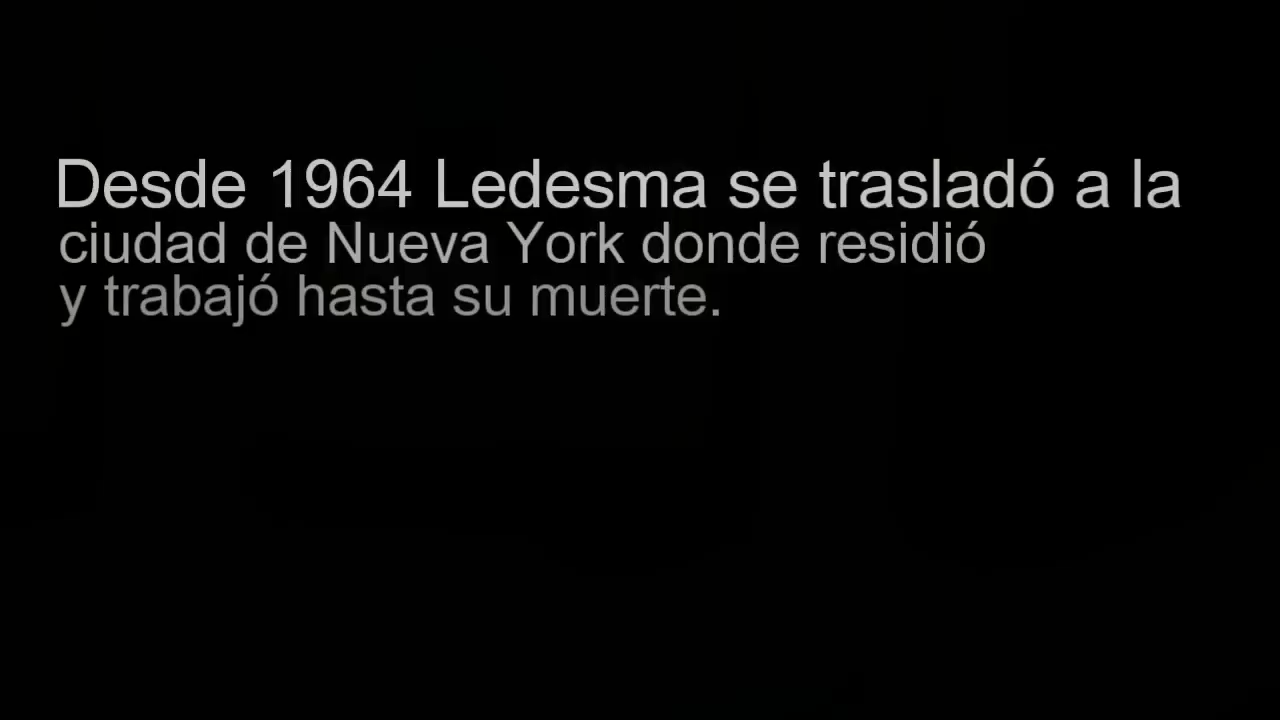 Desde 1964 Ledesma se trasladó a la
ciudad de Nueva York donde residió
y trabajó hasta su muerte.